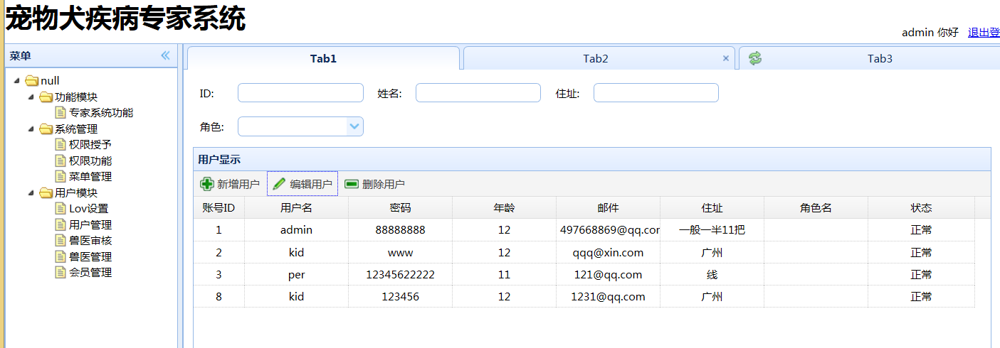 宠物犬疾病专家系统
admin 你好 退出登
菜单
null
功能模块
专家系统功能
系统管理
权限授予
权限功能
菜单管理
用户模块
Lov设置
用户管理
兽医审核
兽医管理
会员管理
Tab1 Tab2 Tab3
ID: 姓名: 住址:
角色:
用户显示
新增用户 编辑用户 删除用户
账号ID 用户名 密码 年龄 邮件 住址 角色名 状态
1 admin 88888888 12 497668869@qq.cor 一般一半11把 正常
2 kid www 12 qqq@xin.com 广州 正常
3 per 12345622222 11 121@qq.com 线 正常
8 kid 123456 12 1231@qq.com 广州 正常